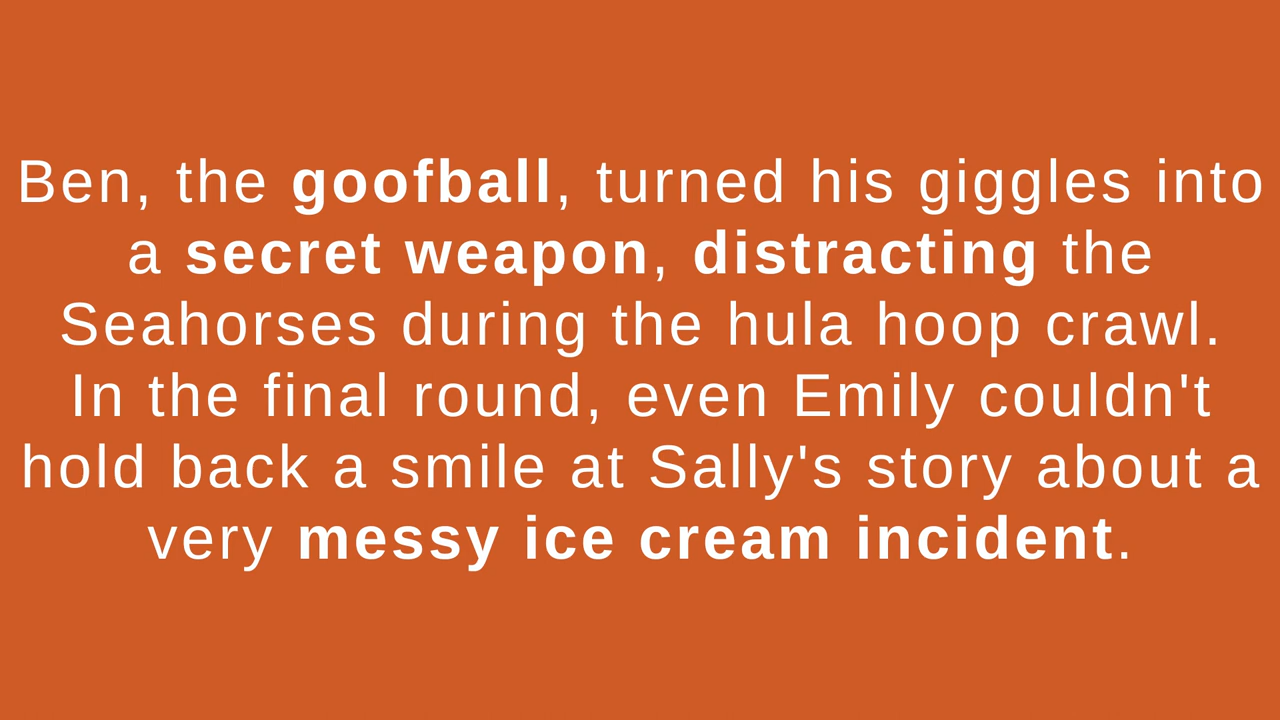 Ben, the goofball, turned his giggles into
a secret weapon, distracting the
Seahorses during the hula hoop crawl.
In the final round, even Emily couldn't
hold back a smile at Sally's story about a
very messy ice cream incident.